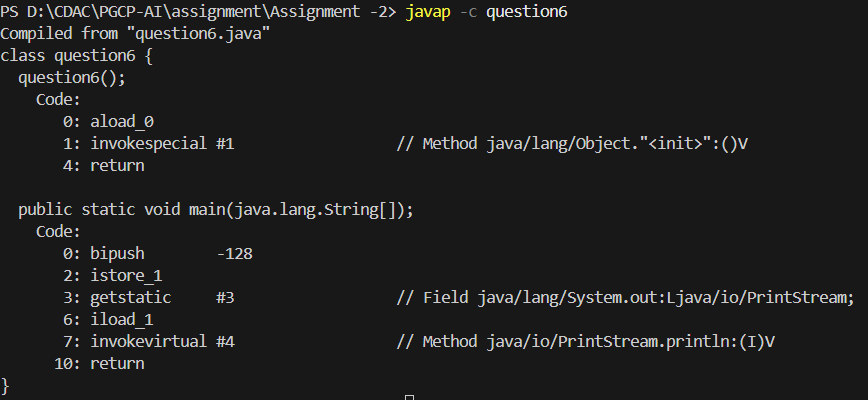 PS D:\CDAC\PGCP-AI\assignment\Assignment -2> javap -c question6
Compiled from "question6.java"
class question6 {
  question6();
    Code:
       0: aload_0
       1: invokespecial #1                  // Method java/lang/Object."<init>":()V
       4: return

  public static void main(java.lang.String[]);
    Code:
       0: bipush        -128
       2: istore_1
       3: getstatic     #3                  // Field java/lang/System.out:Ljava/io/PrintStream;
       6: iload_1
       7: invokevirtual #4                  // Method java/io/PrintStream.println:(I)V
      10: return
}